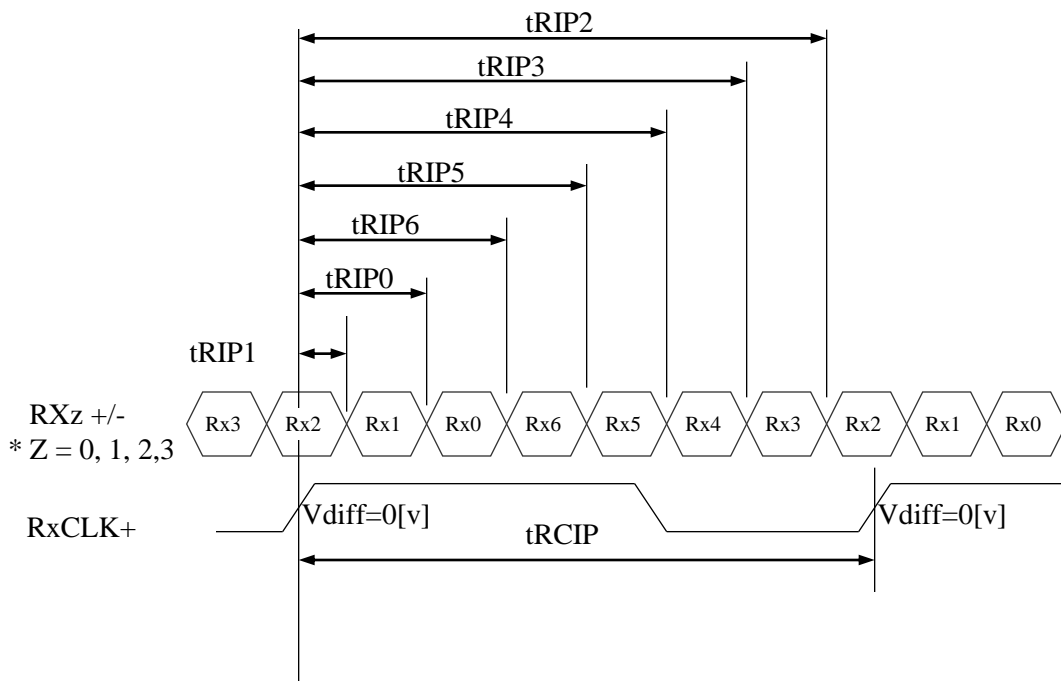 tRIP2
tRIP3
tRIP4
tRIP5
tRIP6
tRIP0
tRIP1
RXz +/-
* Z = 0, 1, 2,3
Rx3 Rx2 Rx1 Rx0 Rx6 Rx5 Rx4 Rx3 Rx2 Rx1 Rx0
RxCLK+
Vdiff=0[v] Vdiff=0[v]
tRCIP